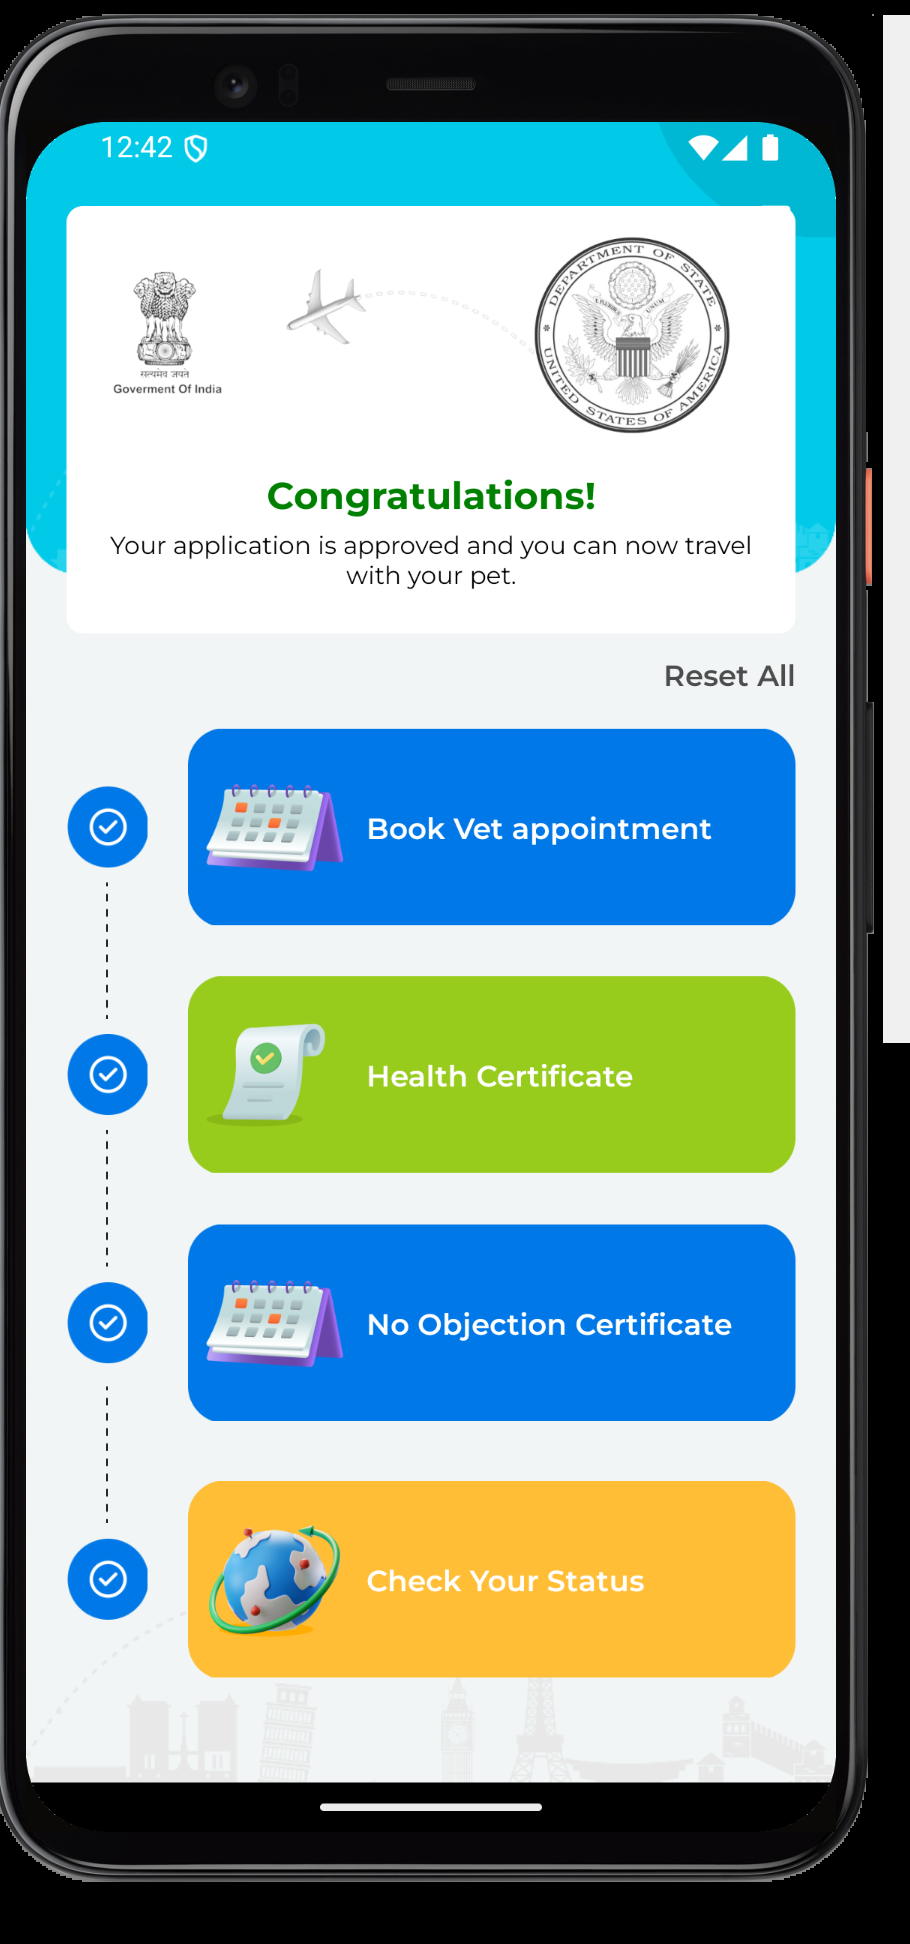 12:42
सत्यमेव जयते
Goverment Of India
DEPARTMENT OF STATE
UNITED STATES OF AMERICA
Congratulations!
Your application is approved and you can now travel
with your pet.
Reset All
Book Vet appointment
Health Certificate
No Objection Certificate
Check Your Status